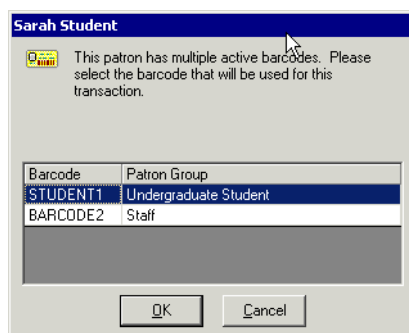 Sarah Student
This patron has multiple active barcodes. Please
select the barcode that will be used for this
transaction.
Barcode Patron Group
STUDENT1 Undergraduate Student
BARCODE2 Staff
OK Cancel